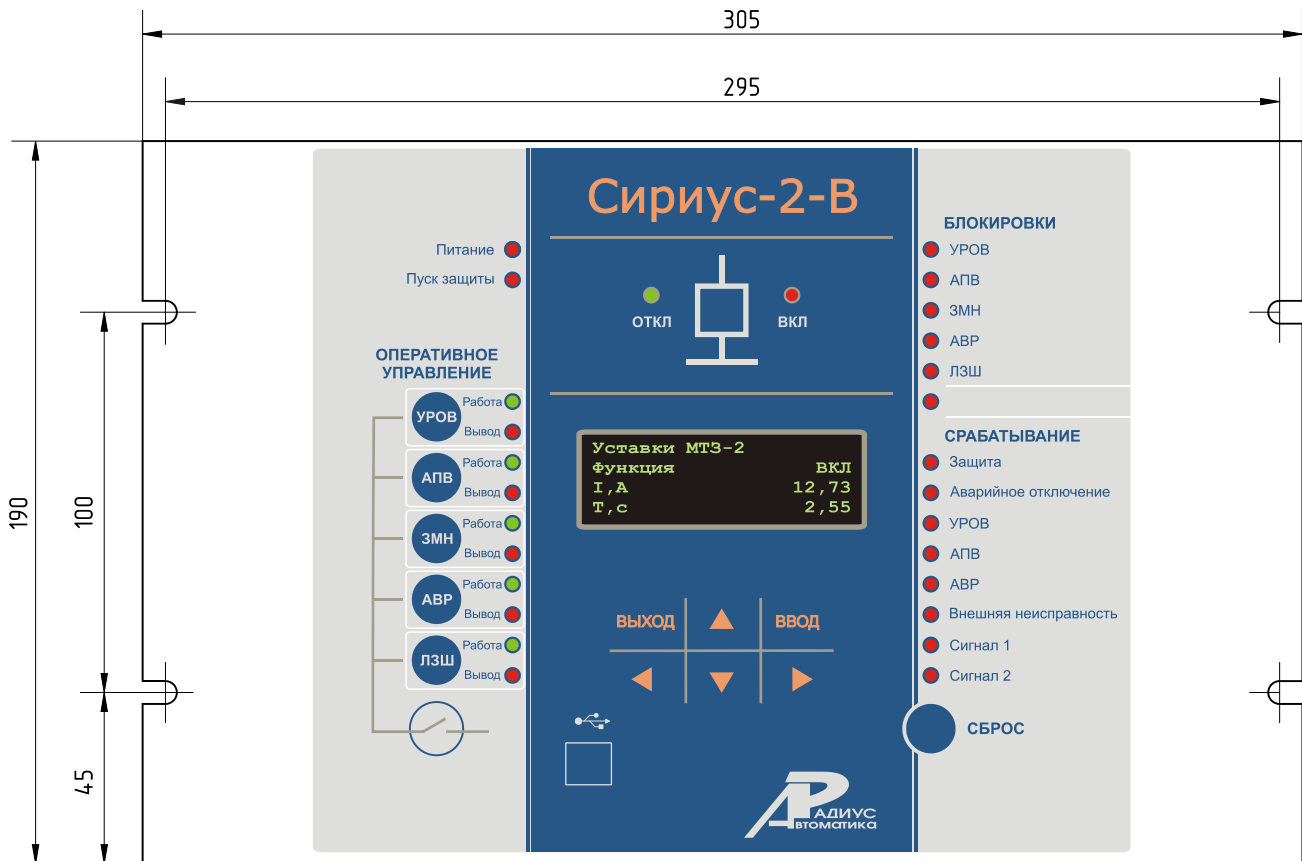 305
295
190
100
45
Сириус-2-В
Питание
Пуск защиты
ОТКЛ
ВКЛ
ОПЕРАТИВНОЕ
УПРАВЛЕНИЕ
УРОВ
Работа
Вывод
АПВ
Работа
Вывод
ЗМН
Работа
Вывод
АВР
Работа
Вывод
ЛЗШ
Работа
Вывод
Уставки МТЗ-2
Функция ВКЛ
I,А 12,73
Т,с 2,55
ВЫХОД
ВВОД
БЛОКИРОВКИ
УРОВ
АПВ
ЗМН
АВР
ЛЗШ
СРАБАТЫВАНИЕ
Защита
Аварийное отключение
УРОВ
АПВ
АВР
Внешняя неисправность
Сигнал 1
Сигнал 2
СБРОС
РАДИУС
Автоматика